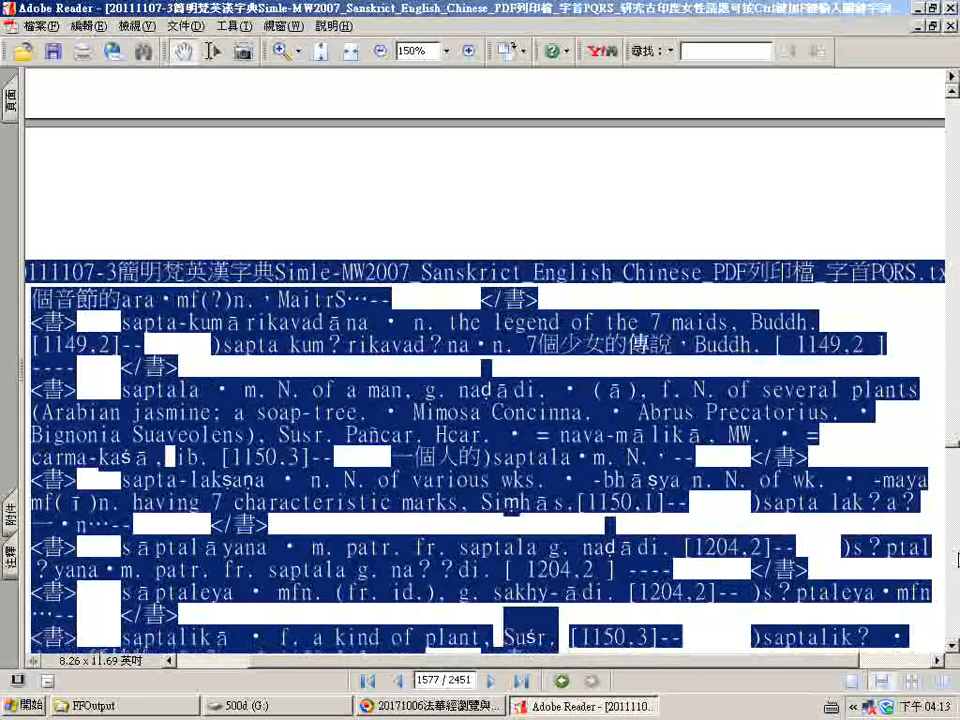 Adobe Reader - [20111107-3簡明梵英漢字典Simle-MW2007_Sanskrict_English_Chinese_PDF列印檔_字首PQRS_研究古印度女性議題可按Ctrl鍵加F鍵輸入關鍵字詞
檔案(F) 編輯(E) 檢視(V) 文件(D) 工具(T) 視窗(W) 說明(H)
150% 尋找:
頁面
附件
注釋
111107-3簡明梵英漢字典Simle-MW2007_Sanskrict_English_Chinese_PDF列印檔_字首PQRS.tx
個音節的ara‧mf(?)n.，MaitrS…-- </書>
<書> sapta-kumārikavadāna ‧ n. the legend of the 7 maids, Buddh.
[1149,2]-- )sapta kum?rikavad?na‧n. 7個少女的傳說，Buddh. [ 1149,2 ]
---- </書>
<書> saptala ‧ m. N. of a man, g. naḍādi. ‧ (ā), f. N. of several plants
(Arabian jasmine; a soap-tree, ‧ Mimosa Concinna, ‧ Abrus Precatorius, ‧
Bignonia Suaveolens), Susr. Pañcar. Hcar. ‧ = nava-mālikā, MW. ‧ =
carma-kaśā, ib. [1150,3]-- 一個人的)saptala‧m. N.，-- </書>
<書> sapta-lakṣaṇa ‧ n. N. of various wks. ‧ -bhāṣya n. N. of wk. ‧ -maya
mf(ī)n. having 7 characteristic marks, Siṃhās.[1150,1]-- )sapta lak?a?
一‧n…-- </書>
<書> sāptalāyana ‧ m. patr. fr. saptala g. naḍādi. [1204,2]-- )s?ptal
?yana‧m. patr. fr. saptala g. na??di. [ 1204,2 ] ---- </書>
<書> sāptaleya ‧ mfn. (fr. id.), g. sakhy-ādi. [1204,2]-- )s?ptaleya‧mfn
…-- </書>
<書> saptalikā ‧ f. a kind of plant, Suśr. [1150,3]-- )saptalik? ‧
8.26 x 11.69 英吋
1577 / 2451
開始 FFOutput 500d (G:) 20171006法華經瀏覽與... Adobe Reader - [2011110... 下午 04:13